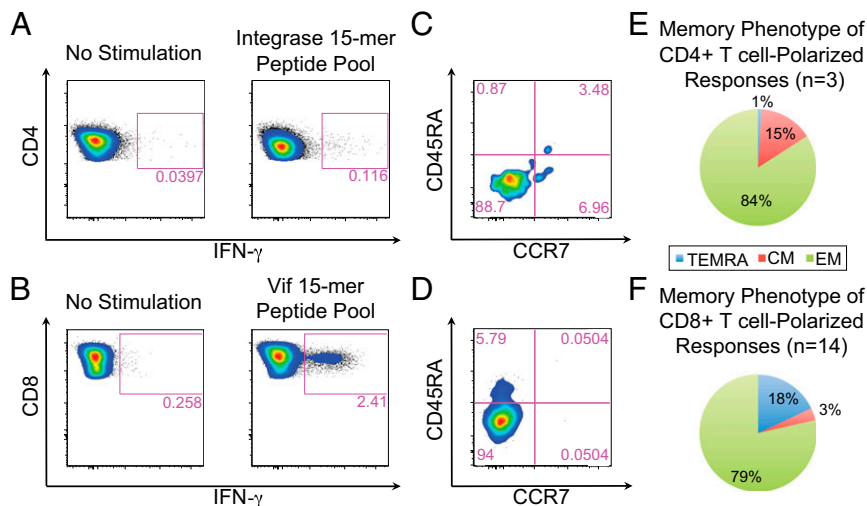 A
No Stimulation
Integrase 15-mer
Peptide Pool
CD4
0.0397
0.116
IFN-γ
B
No Stimulation
Vif 15-mer
Peptide Pool
CD8
0.258
2.41
IFN-γ
C
0.87
3.48
CD45RA
88.7
6.96
CCR7
D
5.79
0.0504
CD45RA
94
0.0504
CCR7
E
Memory Phenotype of
CD4+ T cell-Polarized
Responses (n=3)
1%
15%
84%
TEMRA CM EM
F
Memory Phenotype of
CD8+ T cell-Polarized
Responses (n=14)
18%
3%
79%